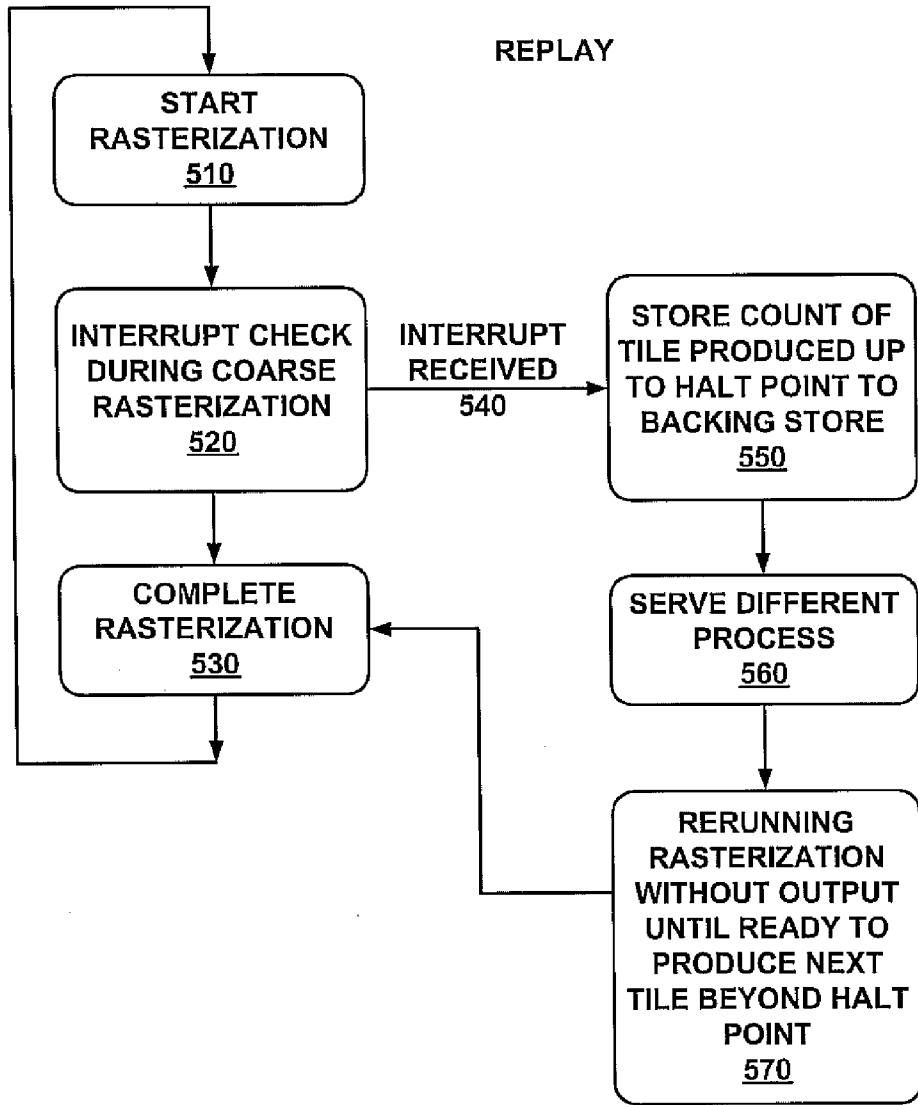 REPLAY
START
RASTERIZATION
510
INTERRUPT CHECK
DURING COARSE
RASTERIZATION
520
INTERRUPT
RECEIVED
540
STORE COUNT OF
TILE PRODUCED UP
TO HALT POINT TO
BACKING STORE
550
COMPLETE
RASTERIZATION
530
SERVE DIFFERENT
PROCESS
560
RERUNNING
RASTERIZATION
WITHOUT OUTPUT
UNTIL READY TO
PRODUCE NEXT
TILE BEYOND HALT
POINT
570